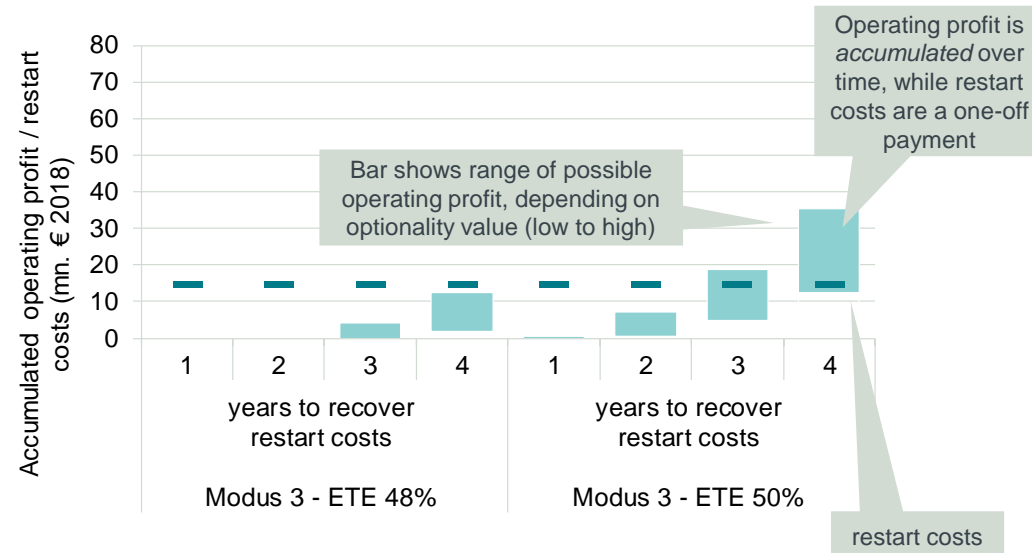 Accumulated operating profit / restart
costs (mn. € 2018)
80
70
60
50
40
30
20
10
0
Operating profit is
accumulated over
time, while restart
costs are a one-off
payment
Bar shows range of possible
operating profit, depending on
optionality value (low to high)
1 2 3 4 1 2 3 4
years to recover
restart costs
years to recover
restart costs
Modus 3 - ETE 48% Modus 3 - ETE 50%
restart costs